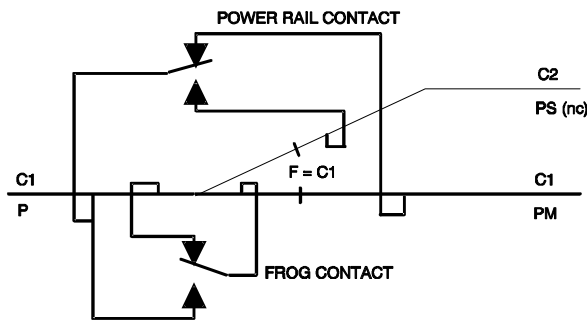 POWER RAIL CONTACT
C2
PS (nc)
F = C1
C1
C1
P
PM
FROG CONTACT